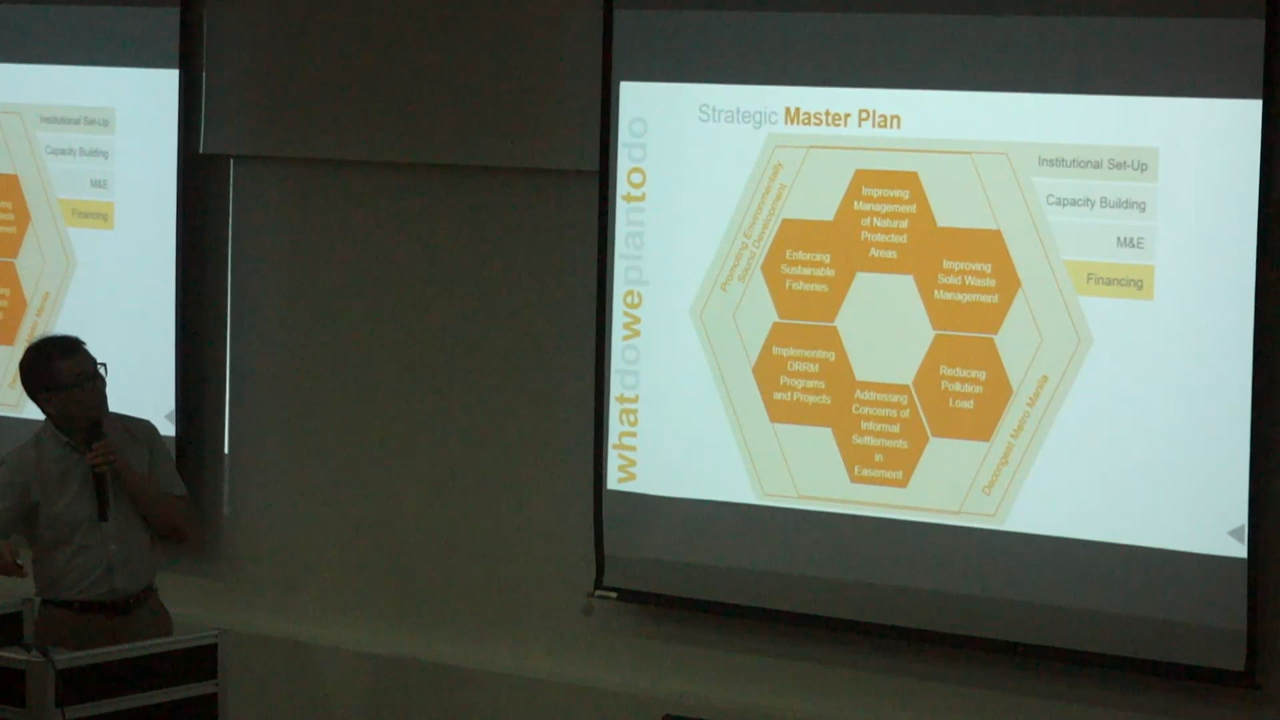 Institutional Set-Up
Capacity Building
M&E
Financing
whatdoweplantodo
Strategic Master Plan
Promoting Environmentally
Sound Development
Improving
Management
of Natural
Protected
Areas
Enforcing
Sustainable
Fisheries
Improving
Solid Waste
Management
Implementing
DRRM
Programs
and Projects
Reducing
Pollution
Load
Addressing
Concerns of
Informal
Settlements
in
Easement
Decongest Metro Manila
Institutional Set-Up
Capacity Building
M&E
Financing